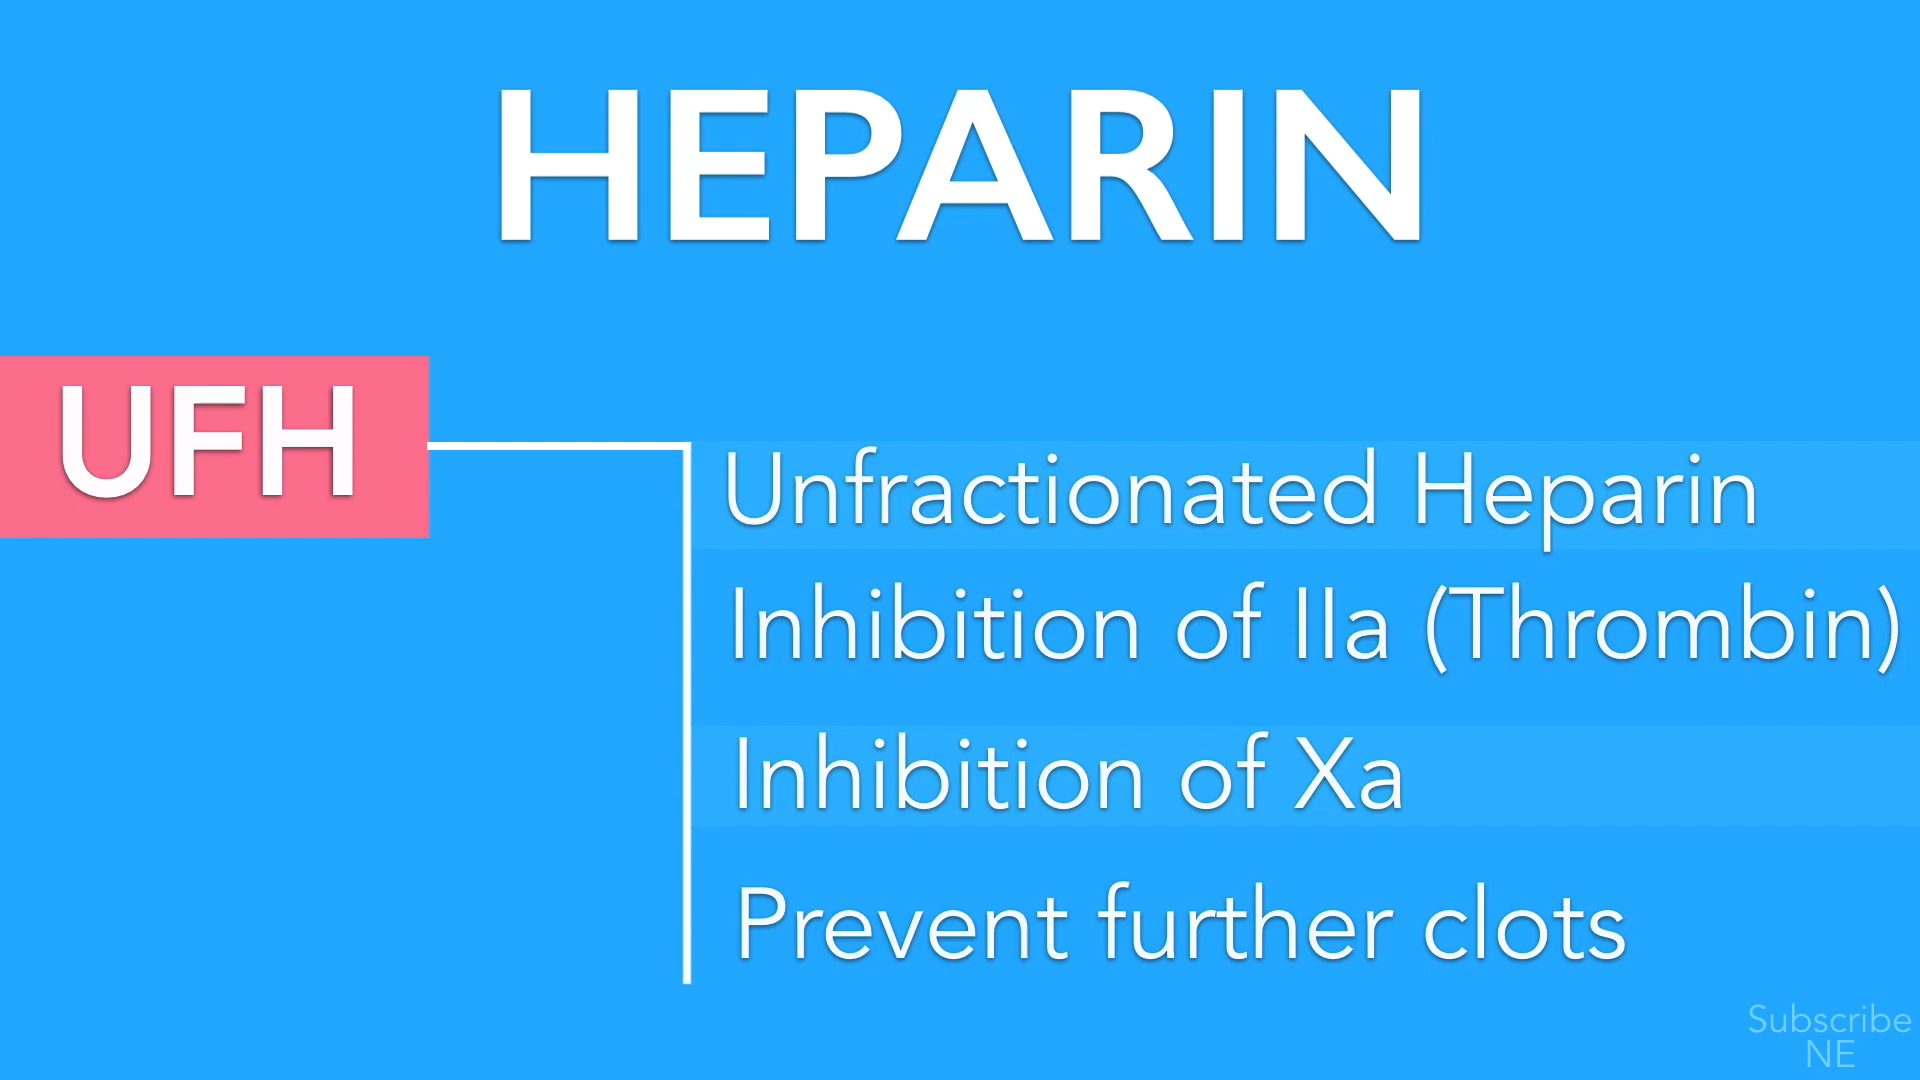 HEPARIN
UFH
Unfractionated Heparin
Inhibition of IIa (Thrombin)
Inhibition of Xa
Prevent further clots
Subscribe
NE